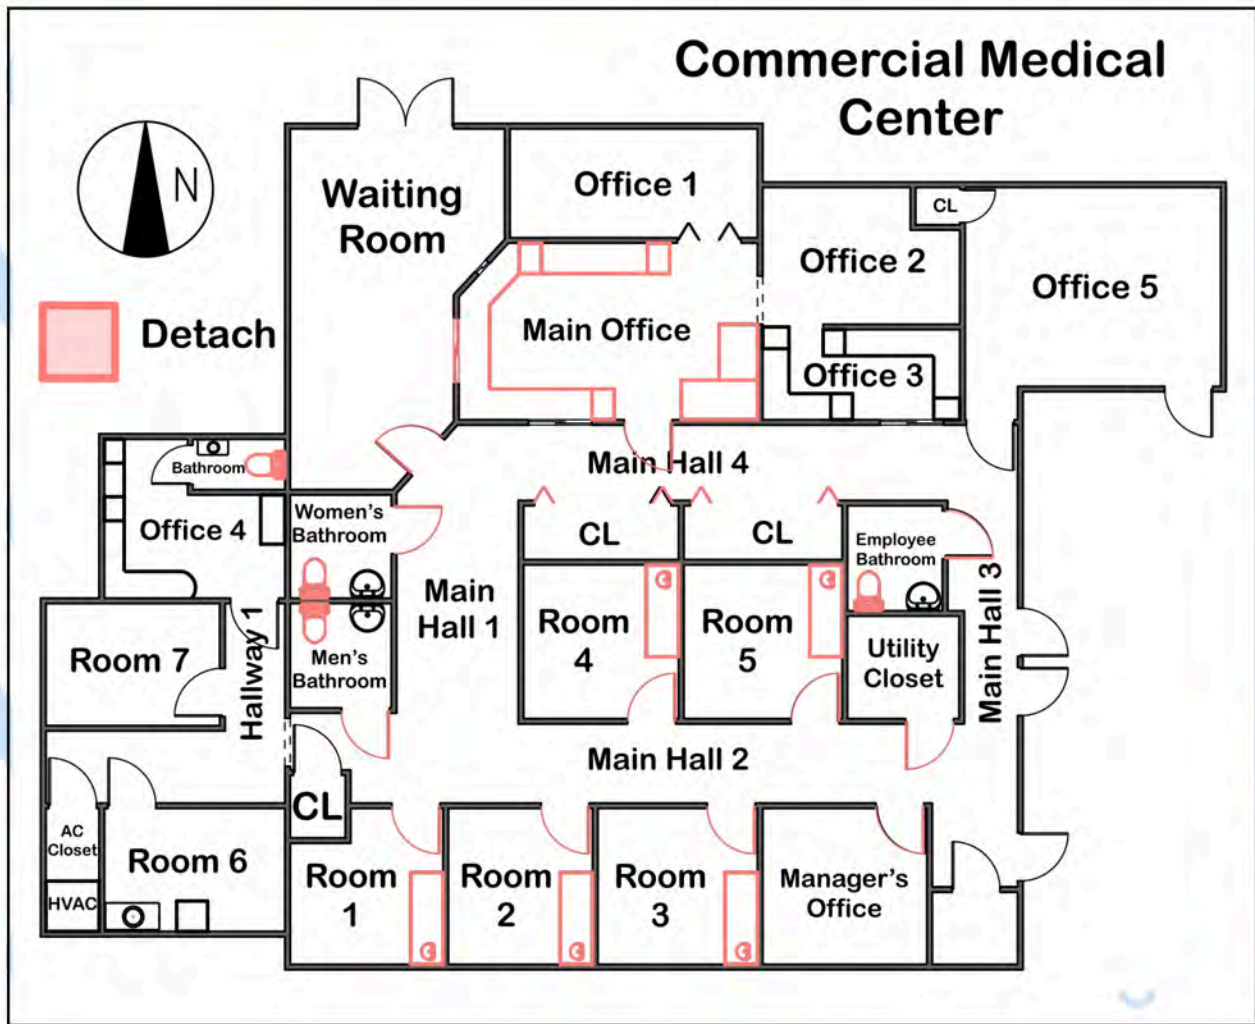 Commercial Medical
Center
N
Detach
Waiting
Room
Office 1
CL
Office 2
Office 5
Main Office
Office 3
Bathroom
Office 4
Women's
Bathroom
Main Hall 4
CL
CL
Employee
Bathroom
Main
Hall 1
Room
4
Room
5
Utility
Closet
Main Hall 3
Room 7
Hallway 1
Men's
Bathroom
Main Hall 2
CL
AC
Closet
HVAC
Room 6
Room
1
Room
2
Room
3
Manager's
Office